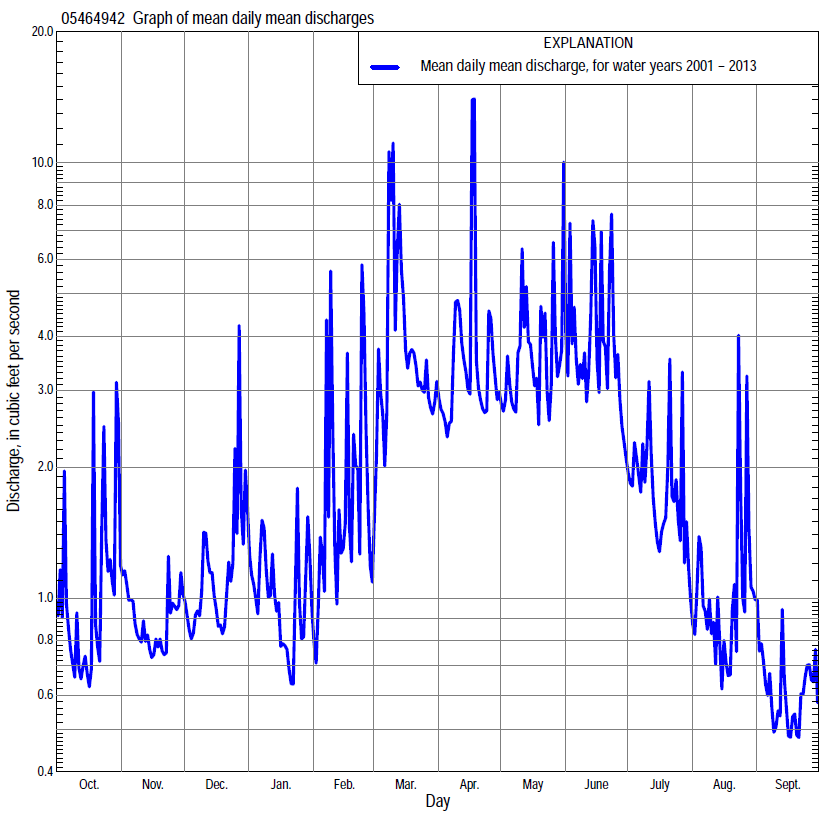 05464942 Graph of mean daily mean discharges
EXPLANATION
Mean daily mean discharge, for water years 2001 – 2013
Discharge, in cubic feet per second
20.0
10.0
8.0
6.0
4.0
3.0
2.0
1.0
0.8
0.6
0.4
Oct. Nov. Dec. Jan. Feb. Mar. Apr. May June July Aug. Sept.
Day